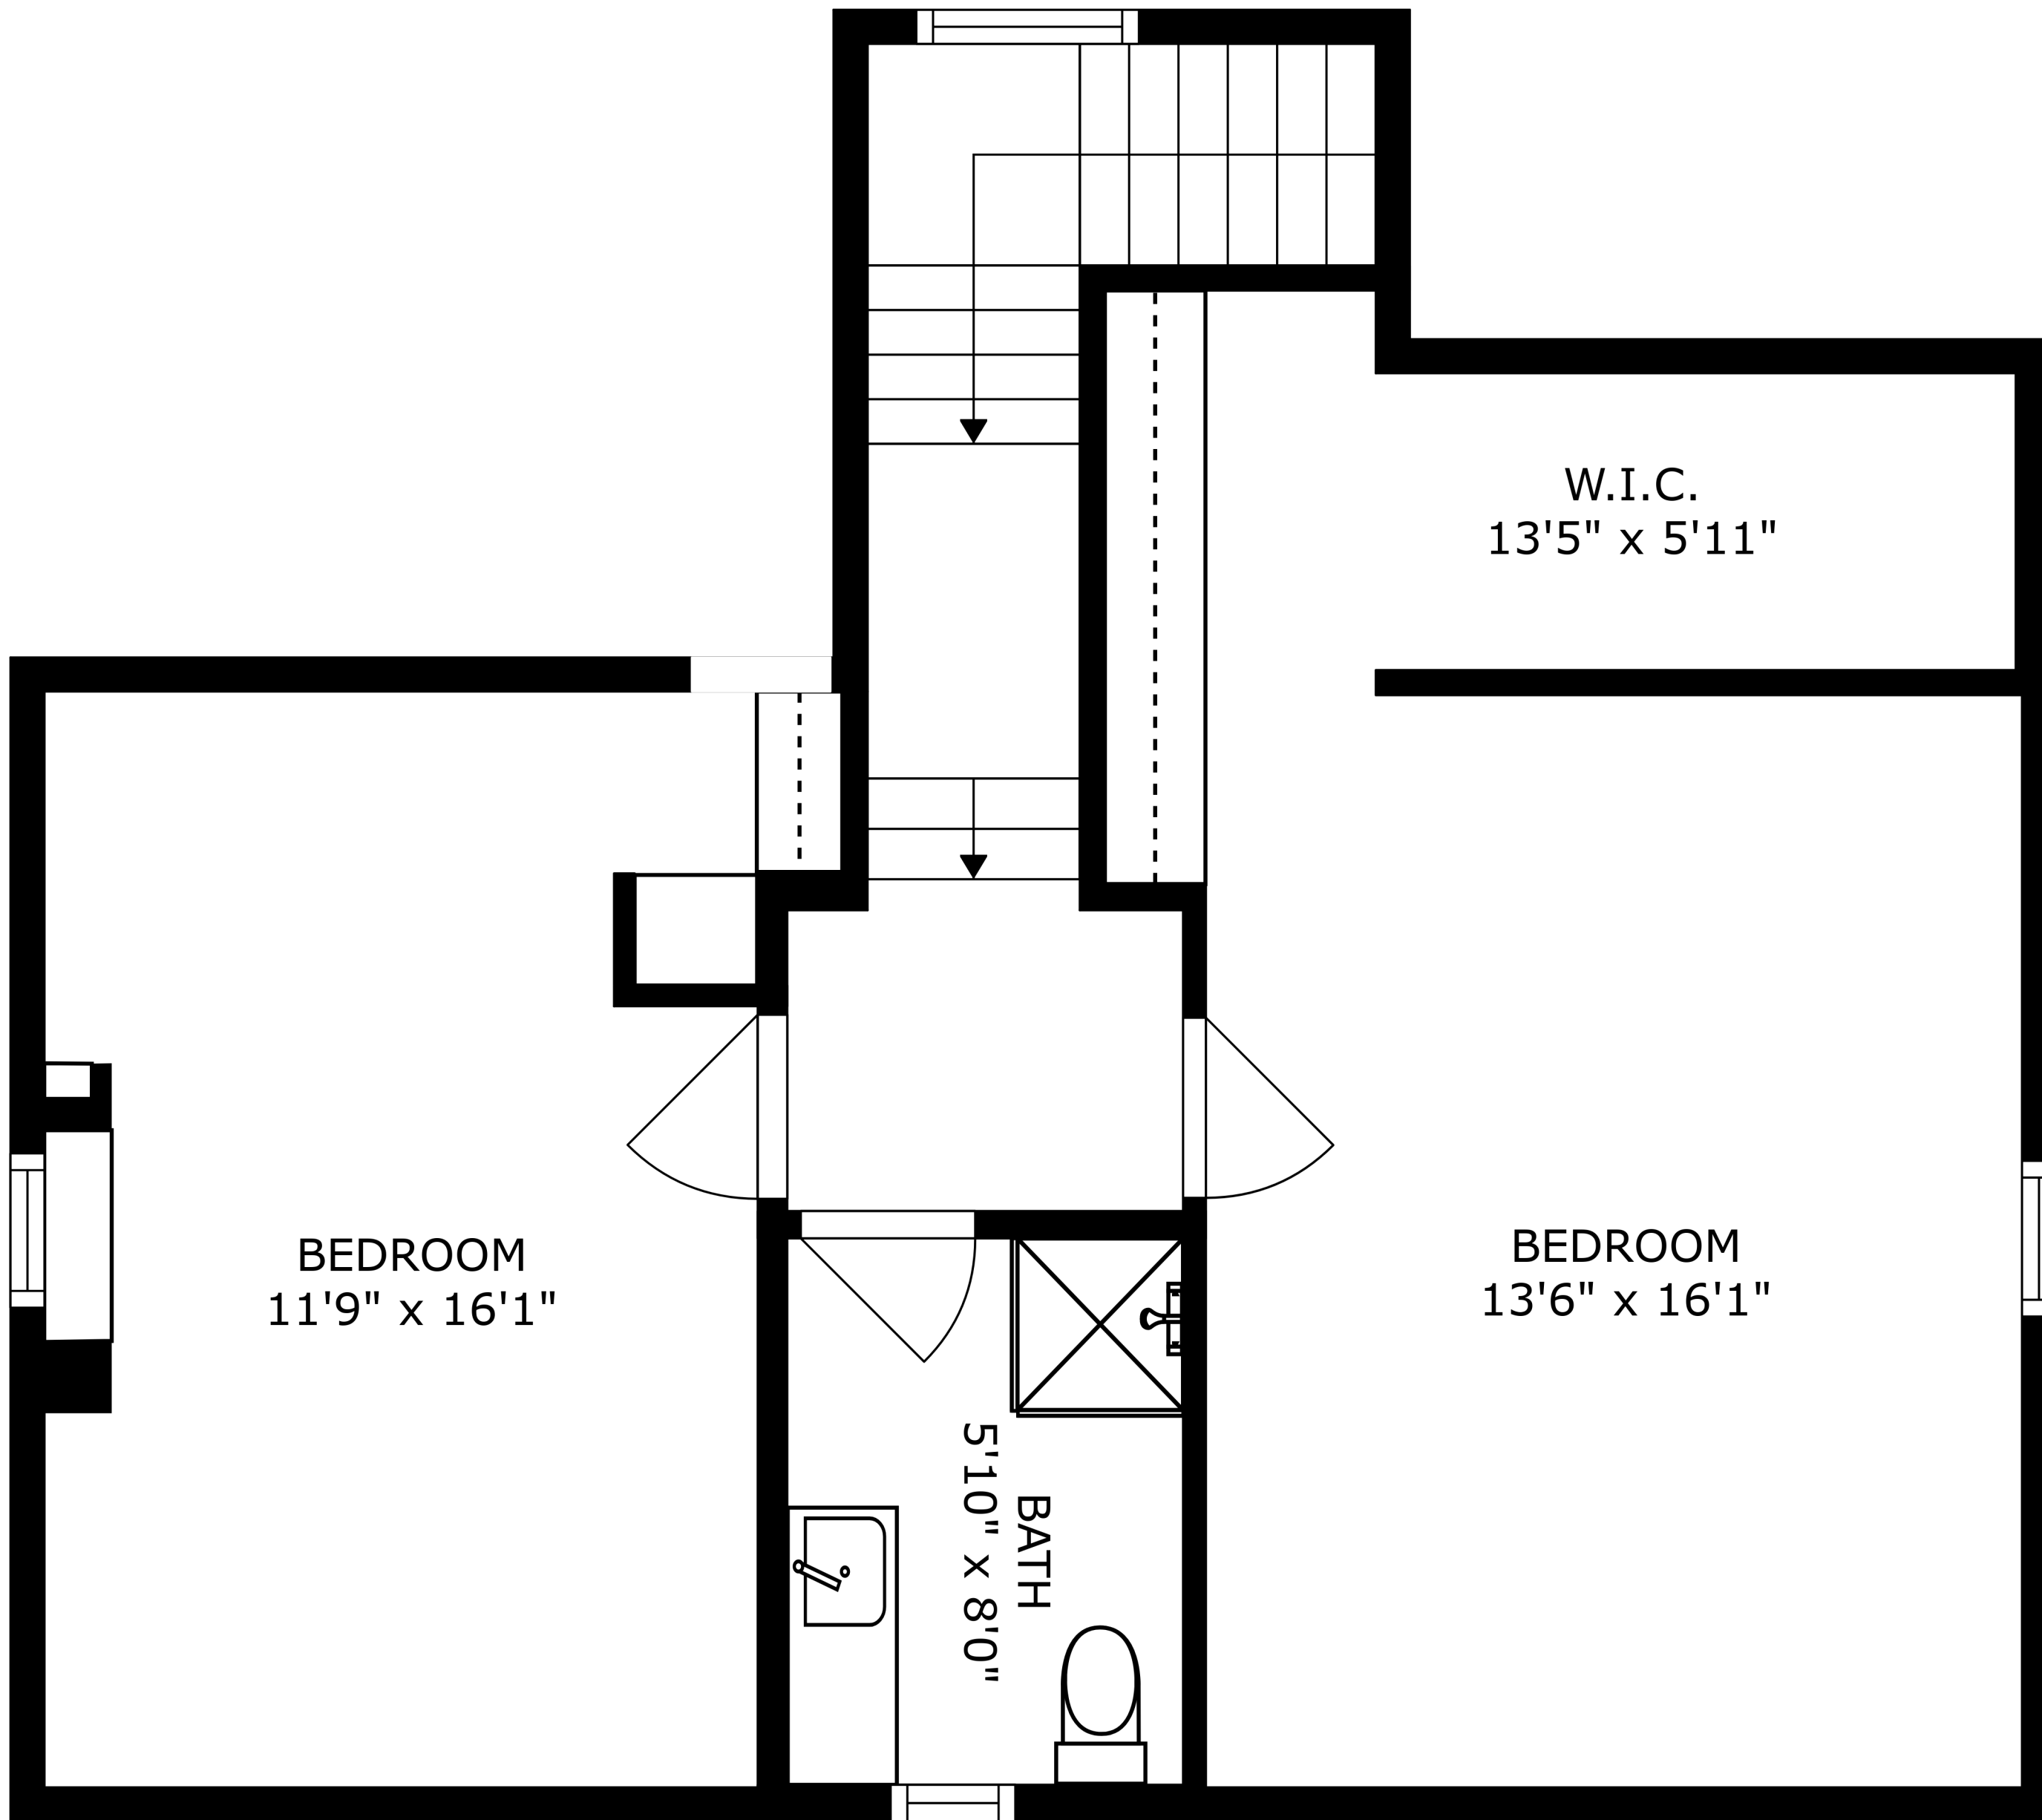 W.I.C.
13'5" x 5'11"
BEDROOM
11'9" x 16'1"
BEDROOM
13'6" x 16'1"
BATH
5'10" x 8'0"